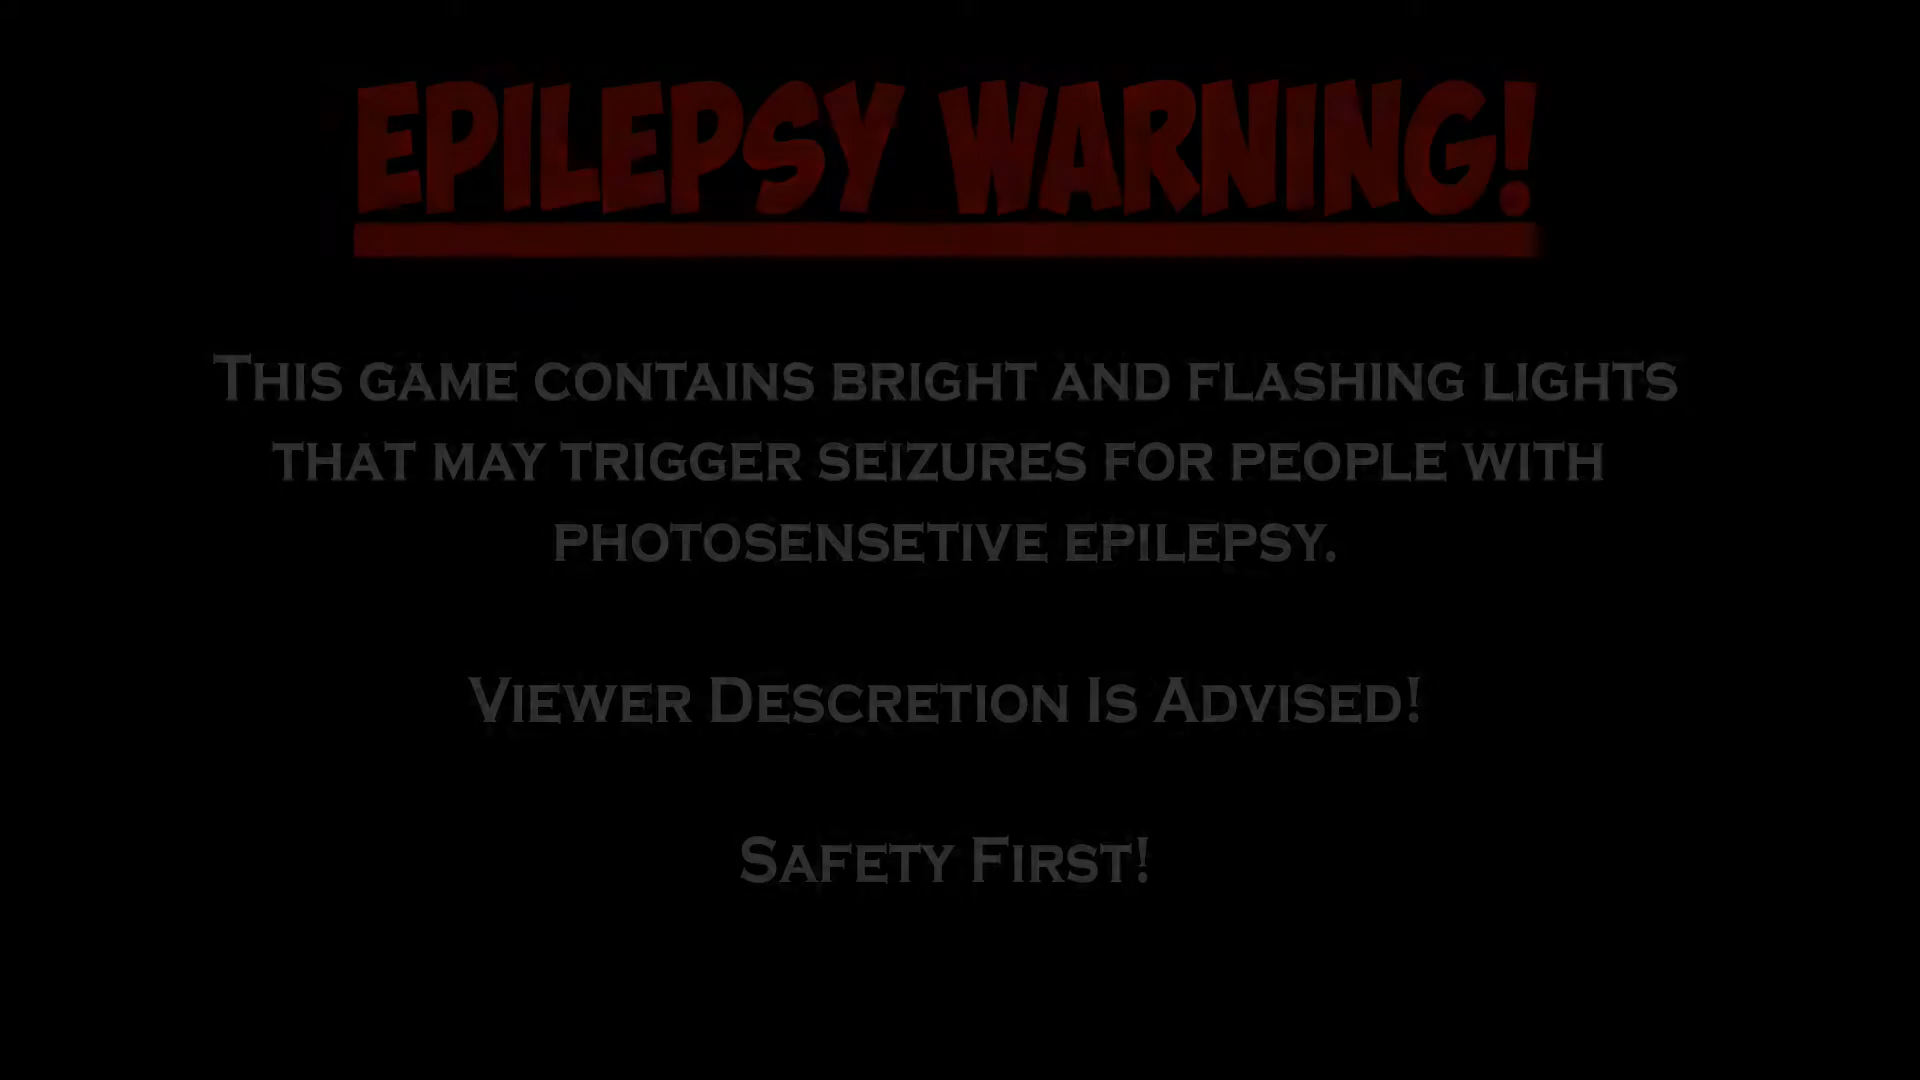 EPILEPSY WARNING!
THIS GAME CONTAINS BRIGHT AND FLASHING LIGHTS
THAT MAY TRIGGER SEIZURES FOR PEOPLE WITH
PHOTOSENSETIVE EPILEPSY.
VIEWER DESCRETION IS ADVISED!
SAFETY FIRST!